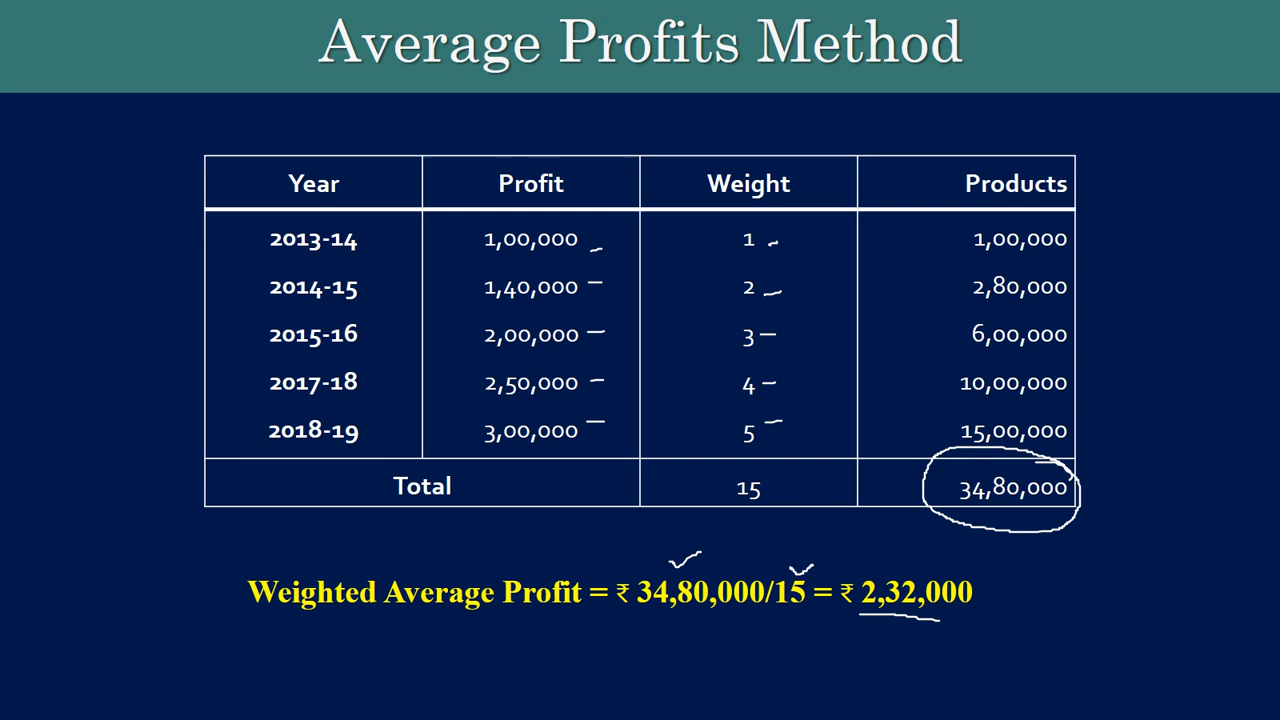 Average Profits Method
Year Profit Weight Products
2013-14 1,00,000 1 1,00,000
2014-15 1,40,000 2 2,80,000
2015-16 2,00,000 3 6,00,000
2017-18 2,50,000 4 10,00,000
2018-19 3,00,000 5 15,00,000
Total 15 34,80,000
Weighted Average Profit = ₹ 34,80,000/15 = ₹ 2,32,000